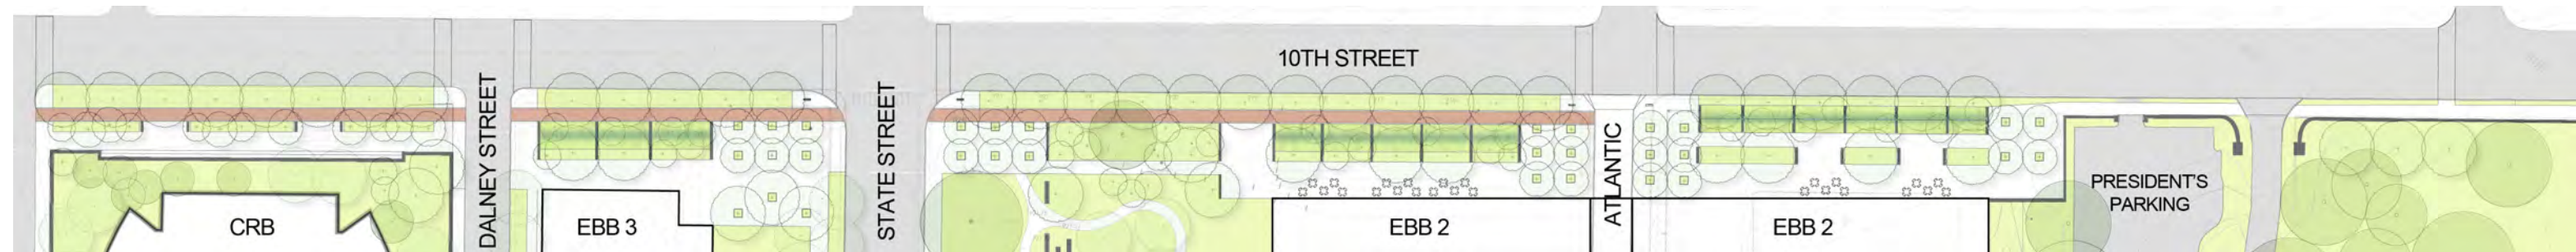 10TH STREET
DALNEY STREET
STATE STREET
ATLANTIC
CRB
EBB 3
EBB 2
EBB 2
PRESIDENT'S
PARKING